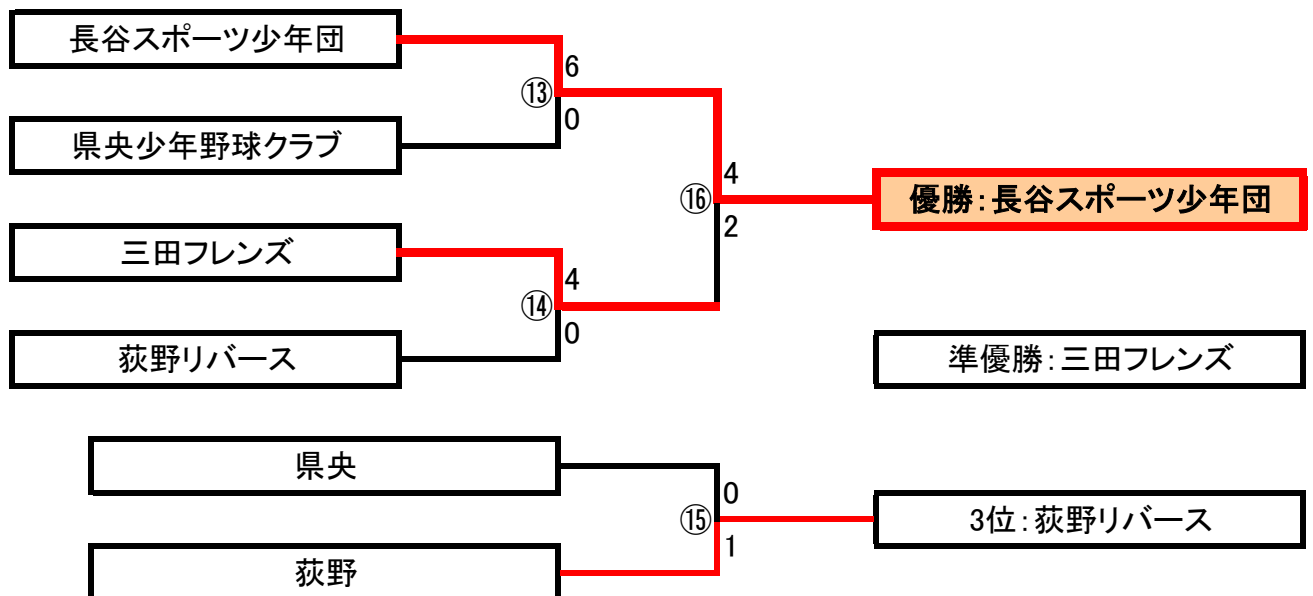 長谷スポーツ少年団
6
⑬
0
県央少年野球クラブ
4
⑯
2
優勝：長谷スポーツ少年団
三田フレンズ
4
⑭
0
荻野リバース
準優勝：三田フレンズ
県央
0
⑮
1
3位：荻野リバース
荻野